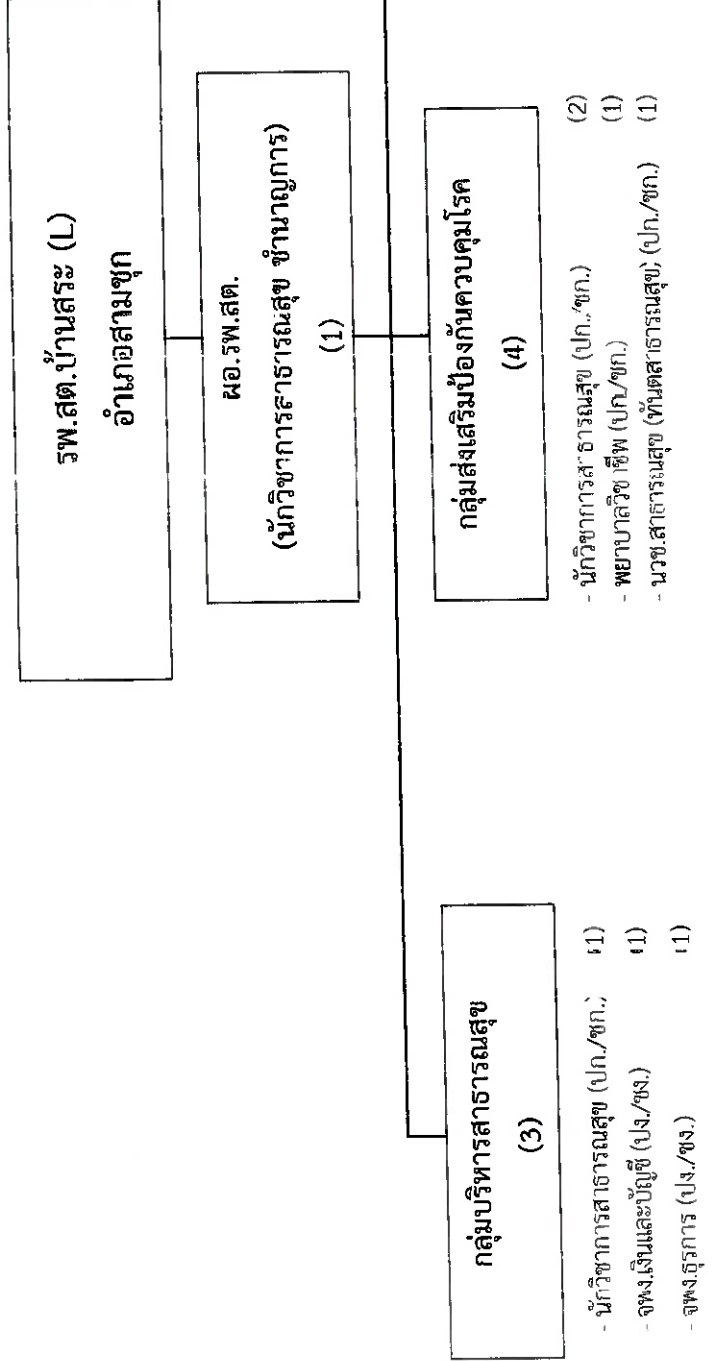 รพ.สต.บ้านสระ (L)
อำเภอสามชุก
ผอ.รพ.สต.
(นักวิชาการสาธารณสุข ชำนาญการ)
(1)
กลุ่มบริหารสาธารณสุข
(3)
- นักวิชาการสาธารณสุข (ปก./ชก.) (1)
- จพง.เงินและบัญชี (ปง./ชง.) (1)
- จพง.ธุรการ (ปง./ชง.) (1)
กลุ่มส่งเสริมป้องกันควบคุมโรค
(4)
- นักวิชาการสาธารณสุข (ปก./ชก.) (2)
- พยาบาลวิชาชีพ (ปก./ชก.) (1)
- นวช.สาธารณสุข (ทันตสาธารณสุข) (ปก./ชก.) (1)